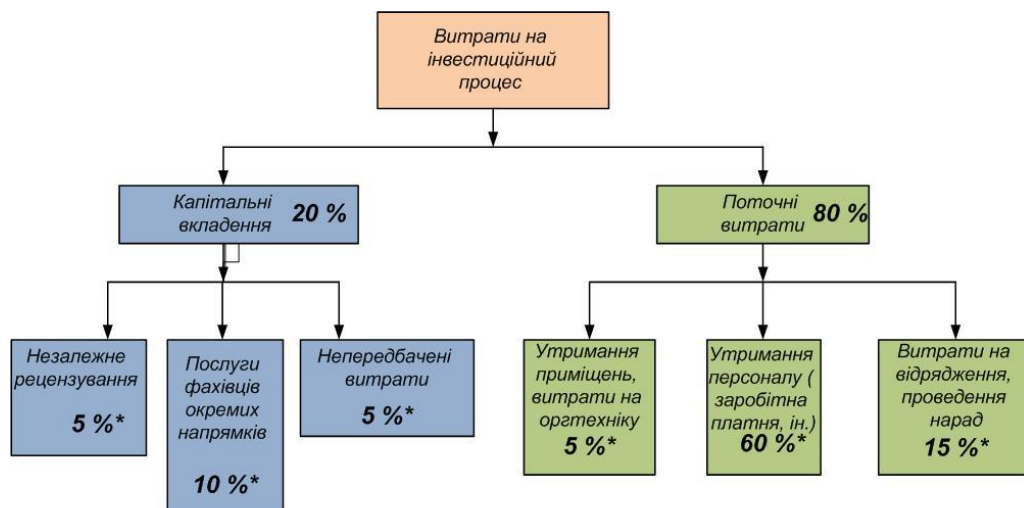 Витрати на
інвестиційний
процес
Капітальні
вкладення
20 %
Поточні
витрати
80 %
Незалежне
рецензування
5 %*
Послуги
фахівців
окремих
напрямків
10 %*
Непередбачені
витрати
5 %*
Утримання
приміщень,
витрати на
оргтехніку
5 %*
Утримання
персоналу (
заробітна
платня, ін.)
60 %*
Витрати на
відрядження,
проведення
нарад
15 %*